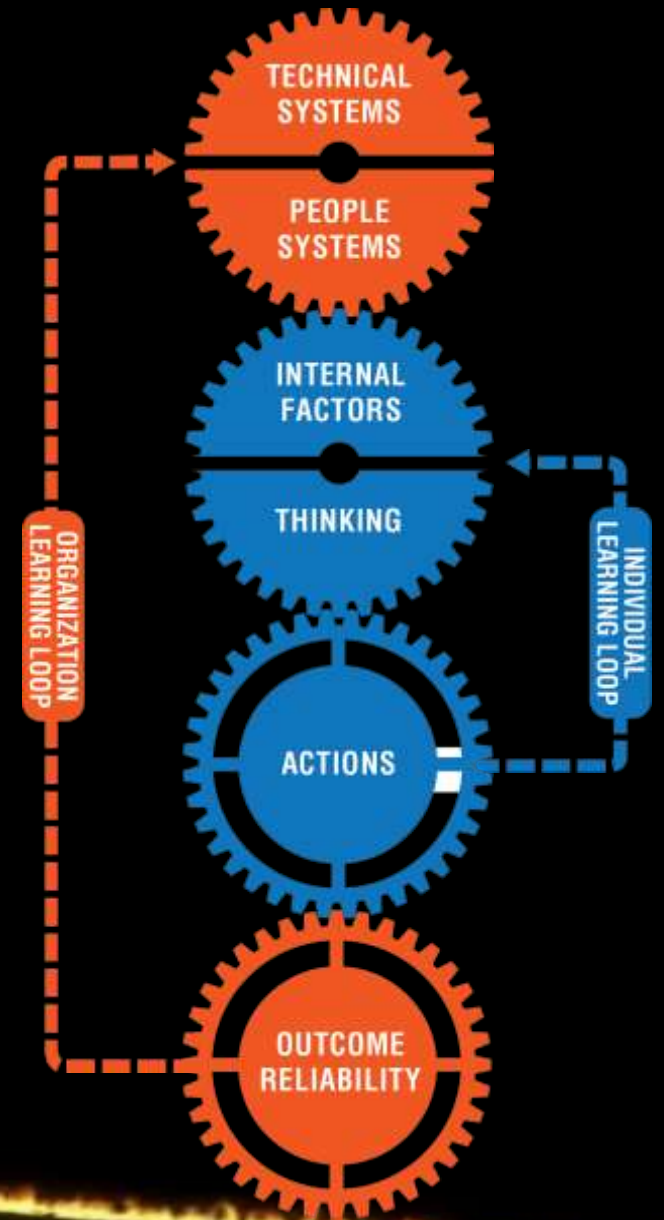 TECHNICAL
SYSTEMS
PEOPLE
SYSTEMS
INTERNAL
FACTORS
THINKING
ORGANIZATION
LEARNING LOOP
INDIVIDUAL
LEARNING LOOP
ACTIONS
OUTCOME
RELIABILITY